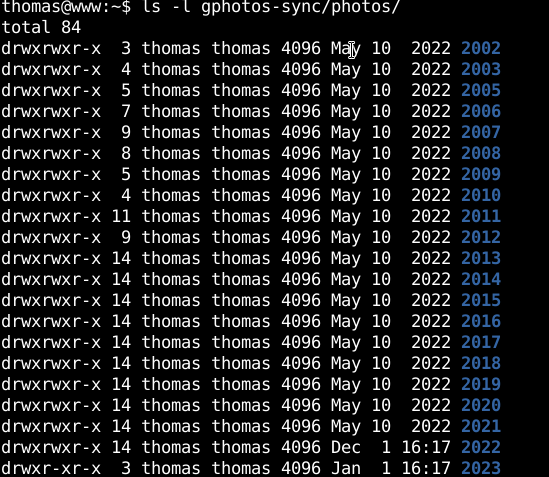 thomas@www:~$ ls -l gphotos-sync/photos/
total 84
drwxrwxr-x  3 thomas thomas 4096 May 10  2022 2002
drwxrwxr-x  4 thomas thomas 4096 May 10  2022 2003
drwxrwxr-x  5 thomas thomas 4096 May 10  2022 2005
drwxrwxr-x  7 thomas thomas 4096 May 10  2022 2006
drwxrwxr-x  9 thomas thomas 4096 May 10  2022 2007
drwxrwxr-x  8 thomas thomas 4096 May 10  2022 2008
drwxrwxr-x  5 thomas thomas 4096 May 10  2022 2009
drwxrwxr-x  4 thomas thomas 4096 May 10  2022 2010
drwxrwxr-x 11 thomas thomas 4096 May 10  2022 2011
drwxrwxr-x  9 thomas thomas 4096 May 10  2022 2012
drwxrwxr-x 14 thomas thomas 4096 May 10  2022 2013
drwxrwxr-x 14 thomas thomas 4096 May 10  2022 2014
drwxrwxr-x 14 thomas thomas 4096 May 10  2022 2015
drwxrwxr-x 14 thomas thomas 4096 May 10  2022 2016
drwxrwxr-x 14 thomas thomas 4096 May 10  2022 2017
drwxrwxr-x 14 thomas thomas 4096 May 10  2022 2018
drwxrwxr-x 14 thomas thomas 4096 May 10  2022 2019
drwxrwxr-x 14 thomas thomas 4096 May 10  2022 2020
drwxrwxr-x 14 thomas thomas 4096 May 10  2022 2021
drwxrwxr-x 14 thomas thomas 4096 Dec  1 16:17 2022
drwxr-xr-x  3 thomas thomas 4096 Jan  1 16:17 2023